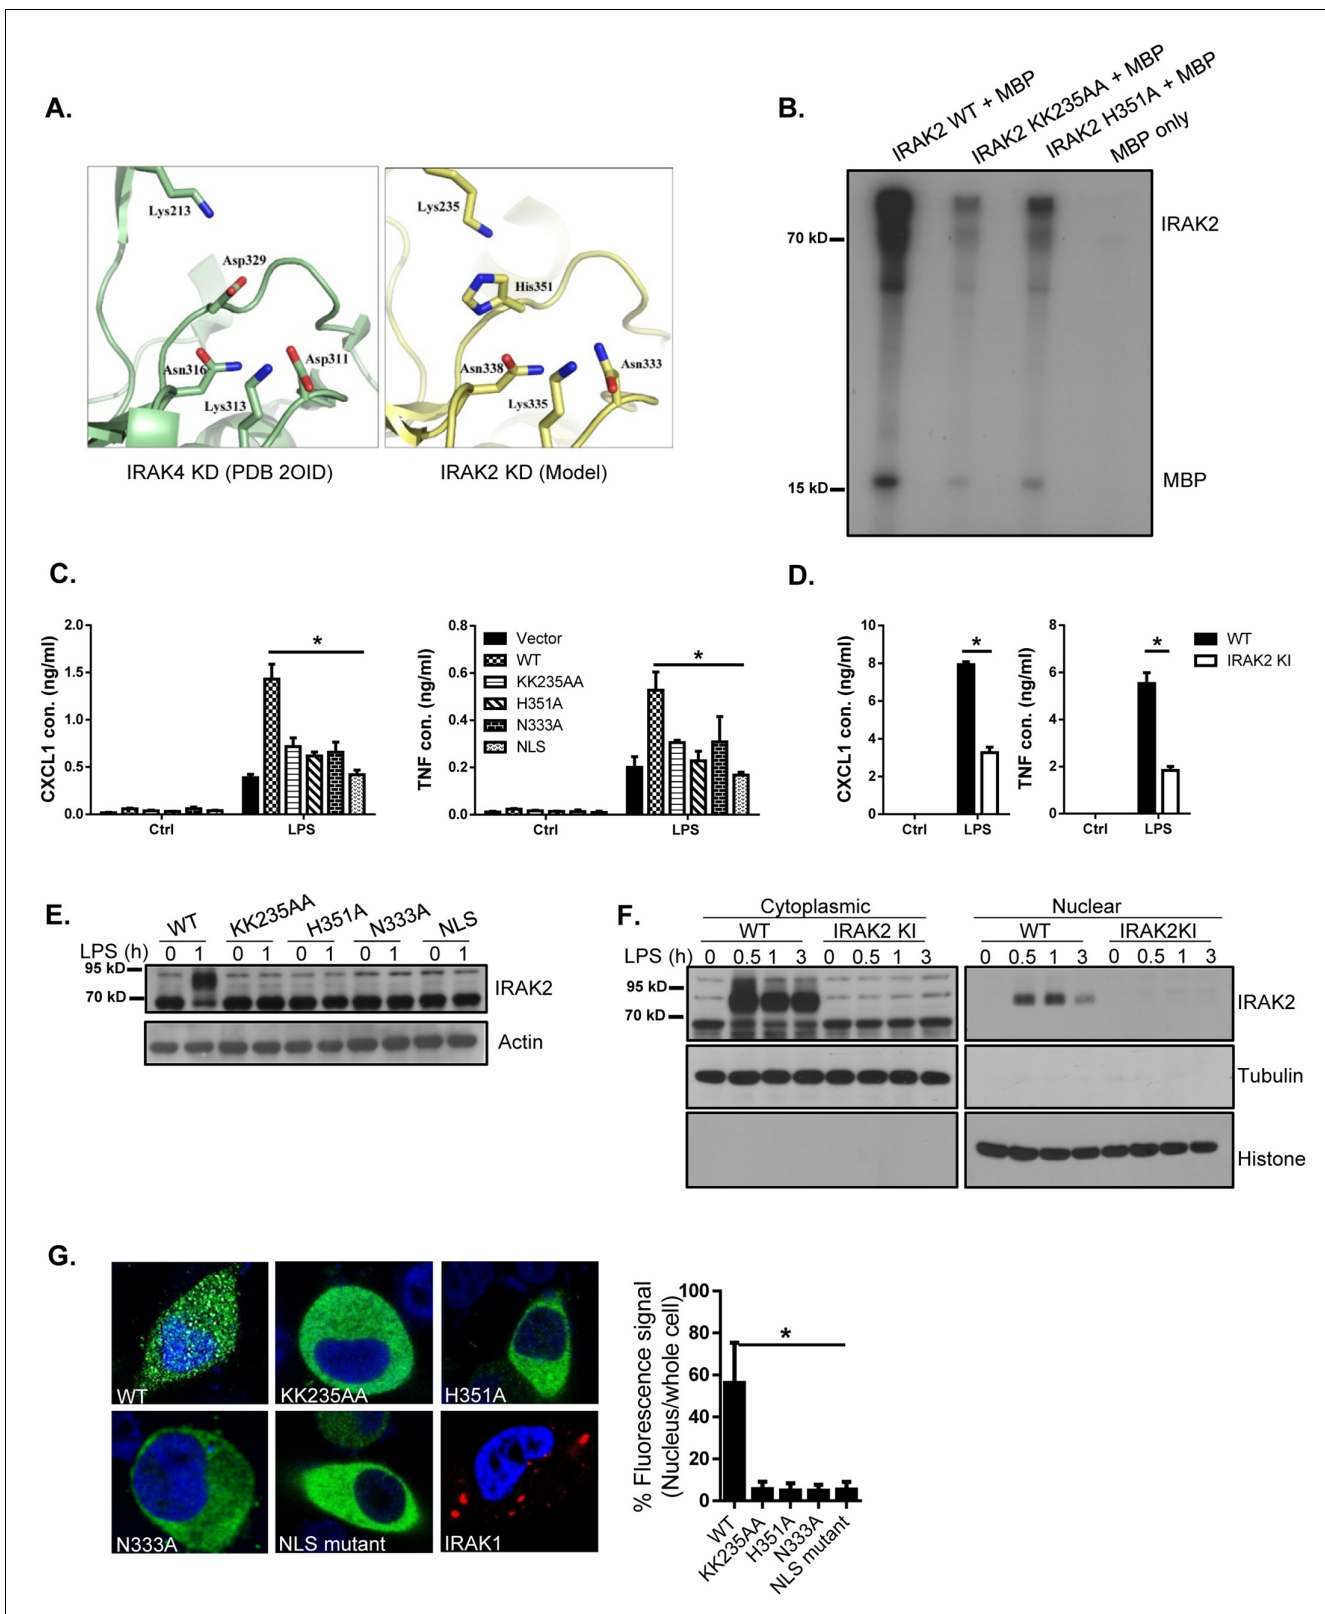 A.
Lys213
Asp329
Asn316
Asp311
Lys313
IRAK4 KD (PDB 2OID)
Lys235
His351
Asn338
Asn333
Lys335
IRAK2 KD (Model)
B.
IRAK2 WT + MBP
IRAK2 KK235AA + MBP
IRAK2 H351A + MBP
MBP only
70 kD
IRAK2
15 kD
MBP
C.
CXCL1 con. (ng/ml)
2.0
1.5
1.0
0.5
0.0
*
Ctrl
LPS
TNF con. (ng/ml)
0.8
0.6
0.4
0.2
0.0
Vector
WT
KK235AA
H351A
N333A
NLS
*
Ctrl
LPS
D.
CXCL1 con. (ng/ml)
10
8
6
4
2
0
*
Ctrl
LPS
TNF con. (ng/ml)
8
6
4
2
0
*
Ctrl
LPS
WT
IRAK2 KI
E.
WT KK235AA H351A N333A NLS
LPS (h) 0 1 0 1 0 1 0 1 0 1
95 kD
70 kD
IRAK2
Actin
F.
Cytoplasmic
Nuclear
WT IRAK2 KI
WT IRAK2KI
LPS (h) 0 0.5 1 3 0 0.5 1 3
0 0.5 1 3 0 0.5 1 3
95 kD
70 kD
IRAK2
Tubulin
Histone
G.
WT
KK235AA
H351A
N333A
NLS mutant
IRAK1
% Fluorescence signal
(Nucleus/whole cell)
100
80
60
40
20
0
*
WT
KK235AA
H351A
N333A
NLS mutant